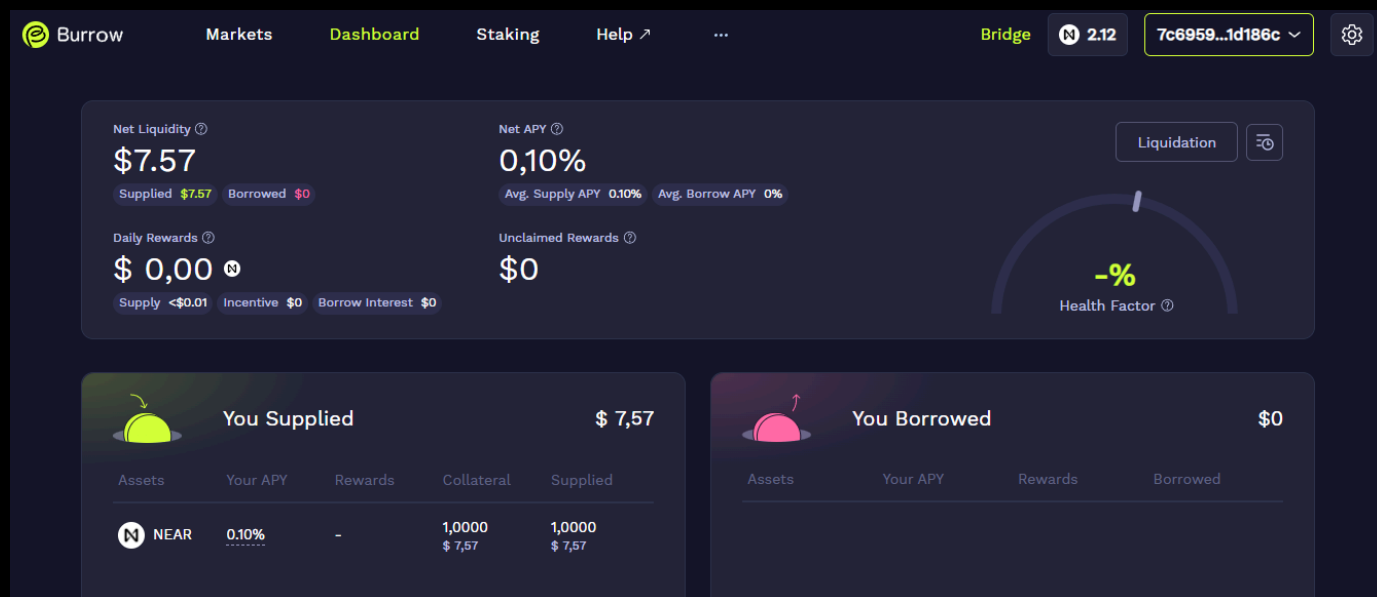 Burrow Markets Dashboard Staking Help ↗ ... Bridge 2.12 7c6959...1d186c
Net Liquidity
$7.57
Supplied $7.57 Borrowed $0
Daily Rewards
$ 0,00
Supply <$0.01 Incentive $0 Borrow Interest $0
Net APY
0,10%
Avg. Supply APY 0.10% Avg. Borrow APY 0%
Unclaimed Rewards
$0
Liquidation
-%
Health Factor
You Supplied $ 7,57
Assets Your APY Rewards Collateral Supplied
NEAR 0.10% - 1,0000 1,0000
$ 7,57 $ 7,57
You Borrowed $0
Assets Your APY Rewards Borrowed